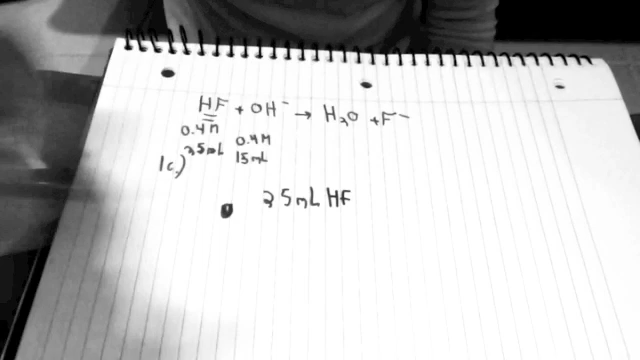 HF + OH⁻ → H₂O + F⁻
0.4M 0.4M
25mL 15mL
1c.)
25mL HF